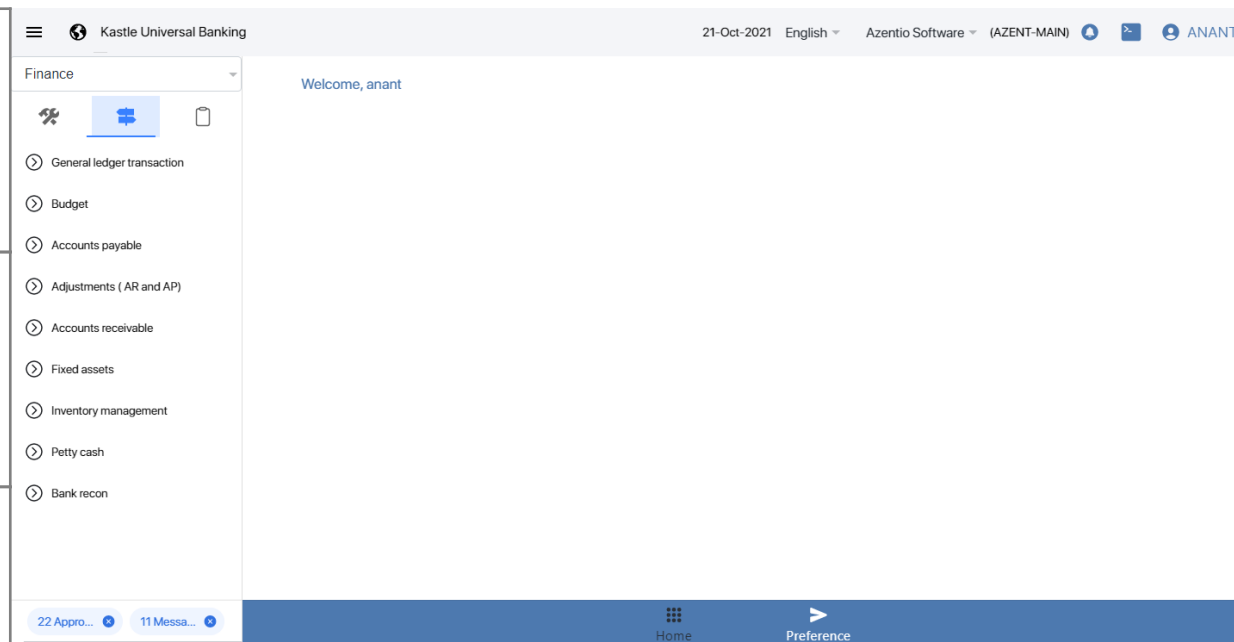 Kastle Universal Banking 21-Oct-2021 English Azentio Software (AZENT-MAIN) ANANT
Finance
Welcome, anant
General ledger transaction
Budget
Accounts payable
Adjustments ( AR and AP)
Accounts receivable
Fixed assets
Inventory management
Petty cash
Bank recon
22 Appro... 11 Messa...
Home Preference